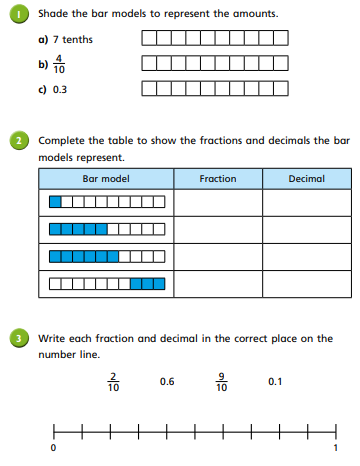 1 Shade the bar models to represent the amounts.
a) 7 tenths
b) 4/10
c) 0.3
2 Complete the table to show the fractions and decimals the bar
models represent.
Bar model Fraction Decimal
3 Write each fraction and decimal in the correct place on the
number line.
2/10 0.6 9/10 0.1
0 1